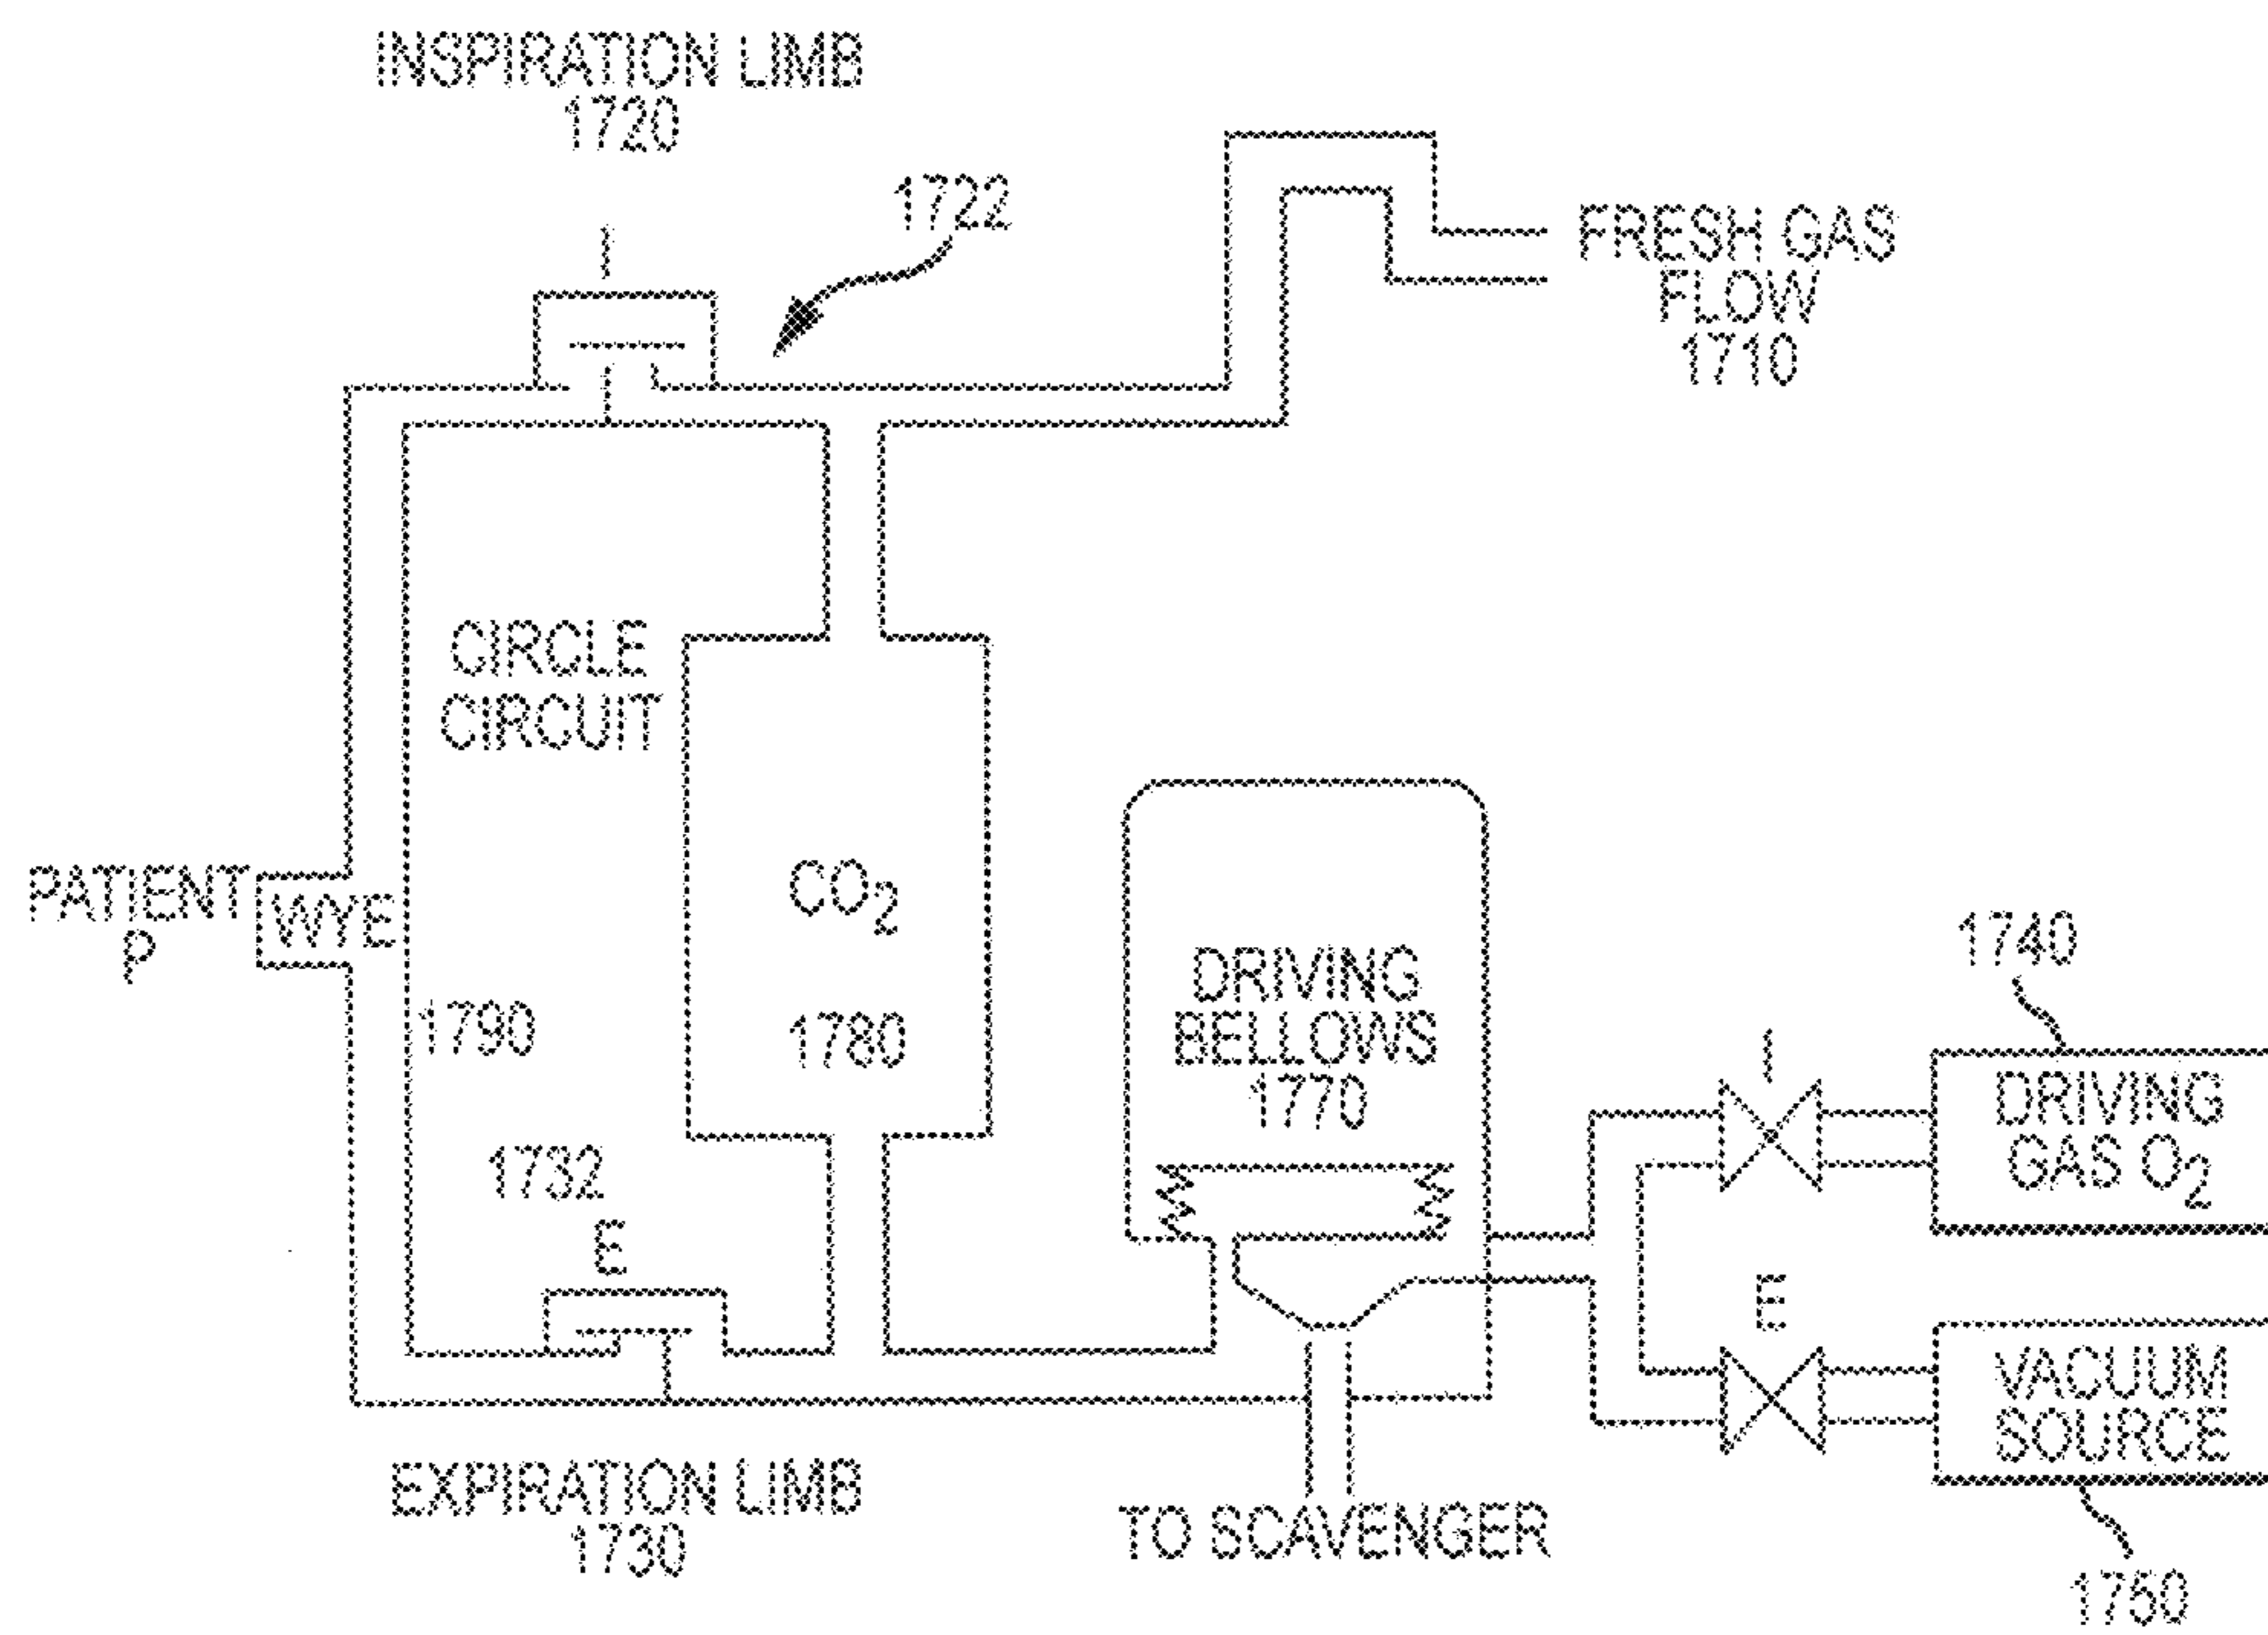 INSPIRATION LIMB
1720
1722
I
FRESH GAS
FLOW
1710
CIRCLE
CIRCUIT
PATIENT
P
WYE
CO2
1790
1780
DRIVING
BELLOWS
1770
1740
I
DRIVING
GAS O2
1732
E
E
VACUUM
SOURCE
EXPIRATION LIMB
1730
TO SCAVENGER
1750